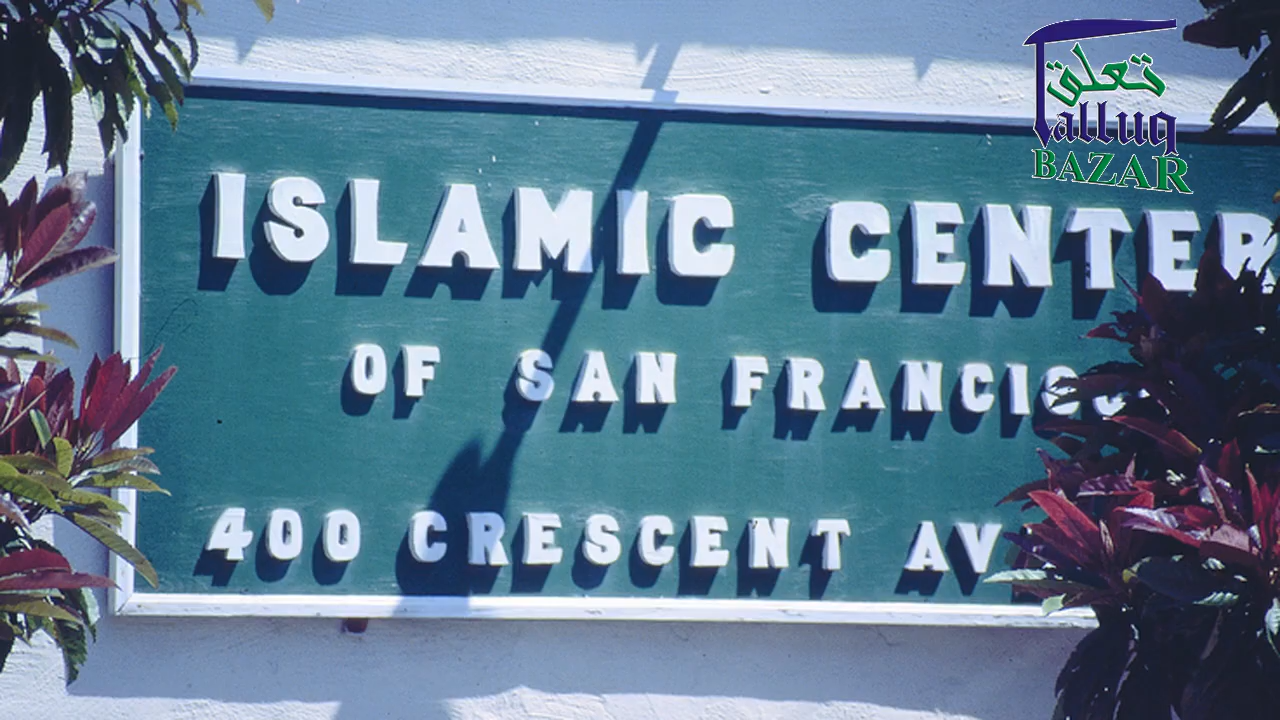 تعلق
Talluq
BAZAR
ISLAMIC CENTER
OF SAN FRANCISCO
400 CRESCENT AV